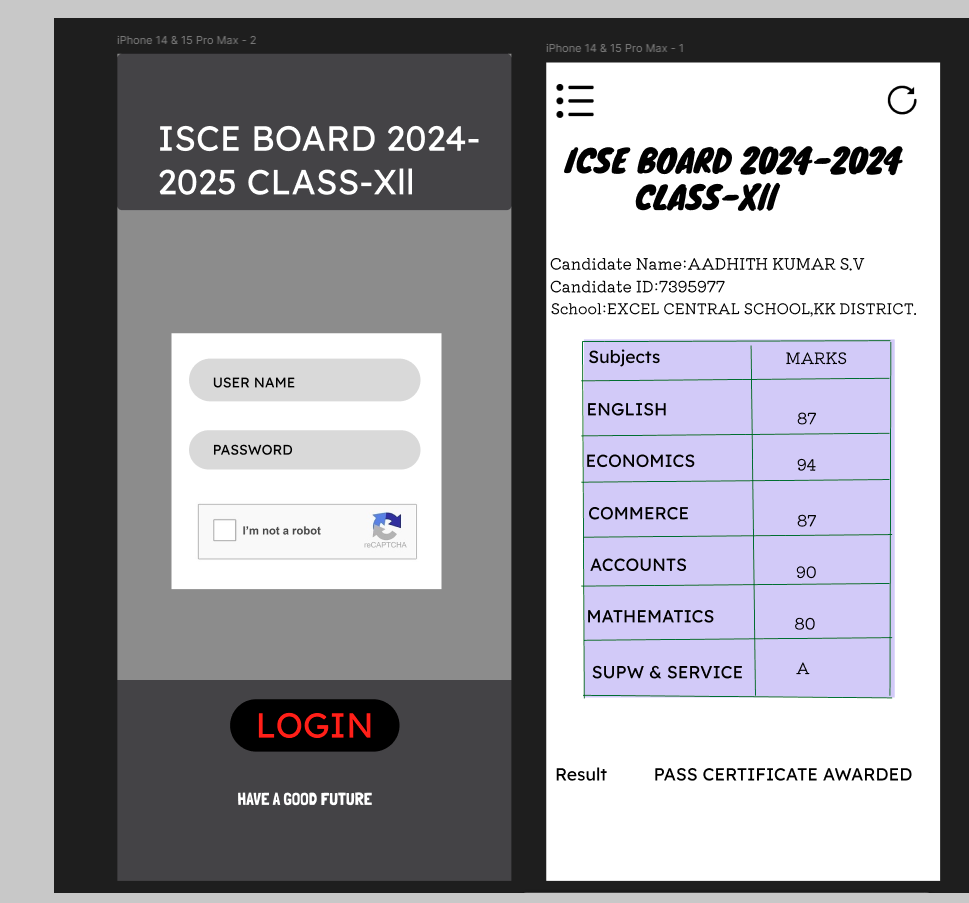 iPhone 14 & 15 Pro Max - 2
ISCE BOARD 2024-
2025 CLASS-Xll
USER NAME
PASSWORD
I'm not a robot
reCAPTCHA
LOGIN
HAVE A GOOD FUTURE
iPhone 14 & 15 Pro Max - 1
ICSE BOARD 2024-2024
CLASS-Xll
Candidate Name:AADHITH KUMAR S.V
Candidate ID:7395977
School:EXCEL CENTRAL SCHOOL,KK DISTRICT.
Subjects MARKS
ENGLISH 87
ECONOMICS 94
COMMERCE 87
ACCOUNTS 90
MATHEMATICS 80
SUPW & SERVICE A
Result PASS CERTIFICATE AWARDED